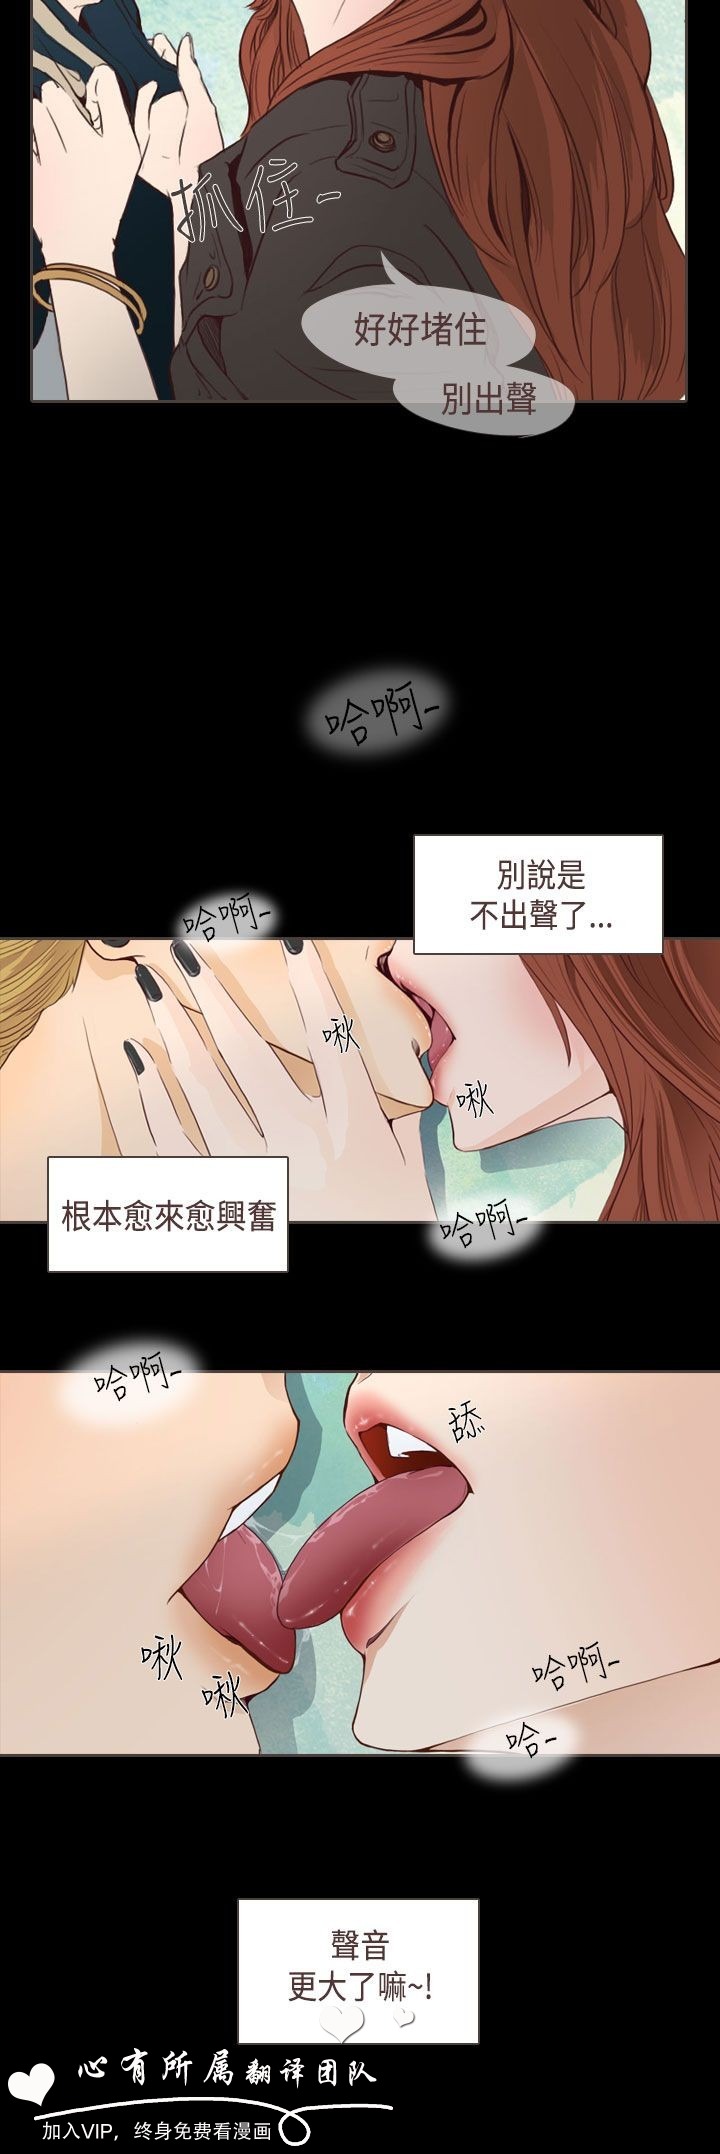 抓住~
好好堵住
別出聲
哈啊~
別說是
不出聲了...
哈啊~
啾
啾
根本愈來愈興奮
哈啊~
哈啊~
舔
啾
啾
哈啊~
哈~
聲音
更大了嘛~!
心有所属翻译团队
加入VIP，终身免费看漫画